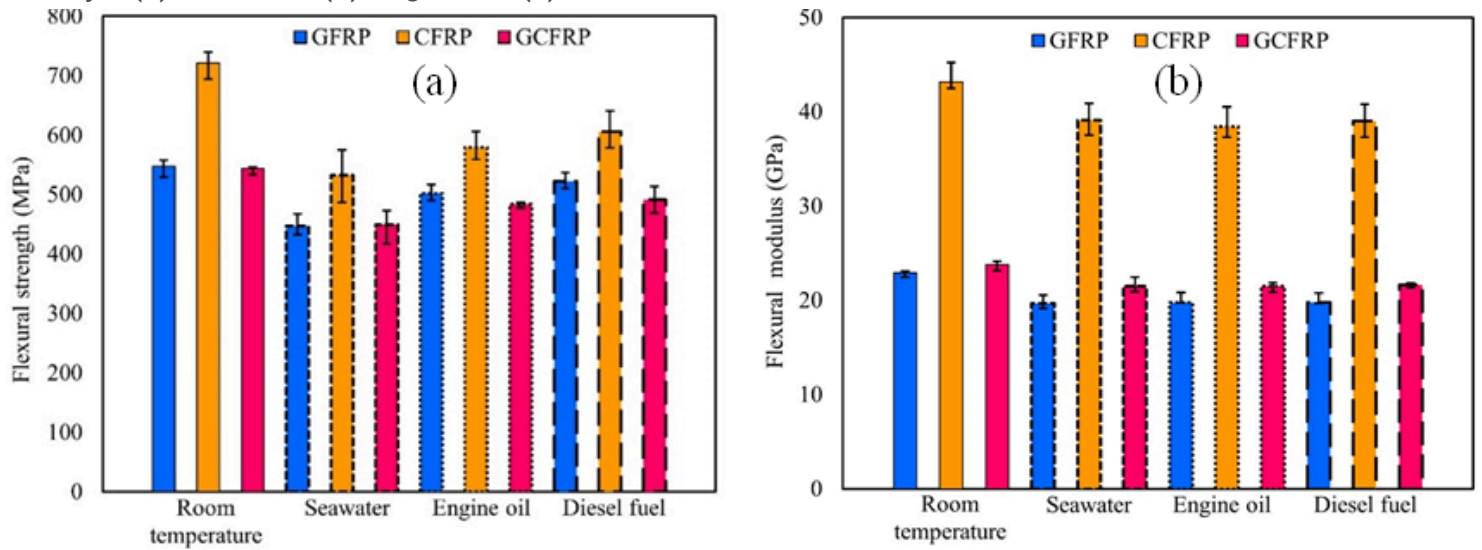 800
700
600
500
400
300
200
100
0
Flexural strength (MPa)
GFRP CFRP GCFRP
(a)
Room temperature
Seawater
Engine oil
Diesel fuel
50
40
30
20
10
0
Flexural modulus (GPa)
GFRP CFRP GCFRP
(b)
Room temperature
Seawater
Engine oil
Diesel fuel